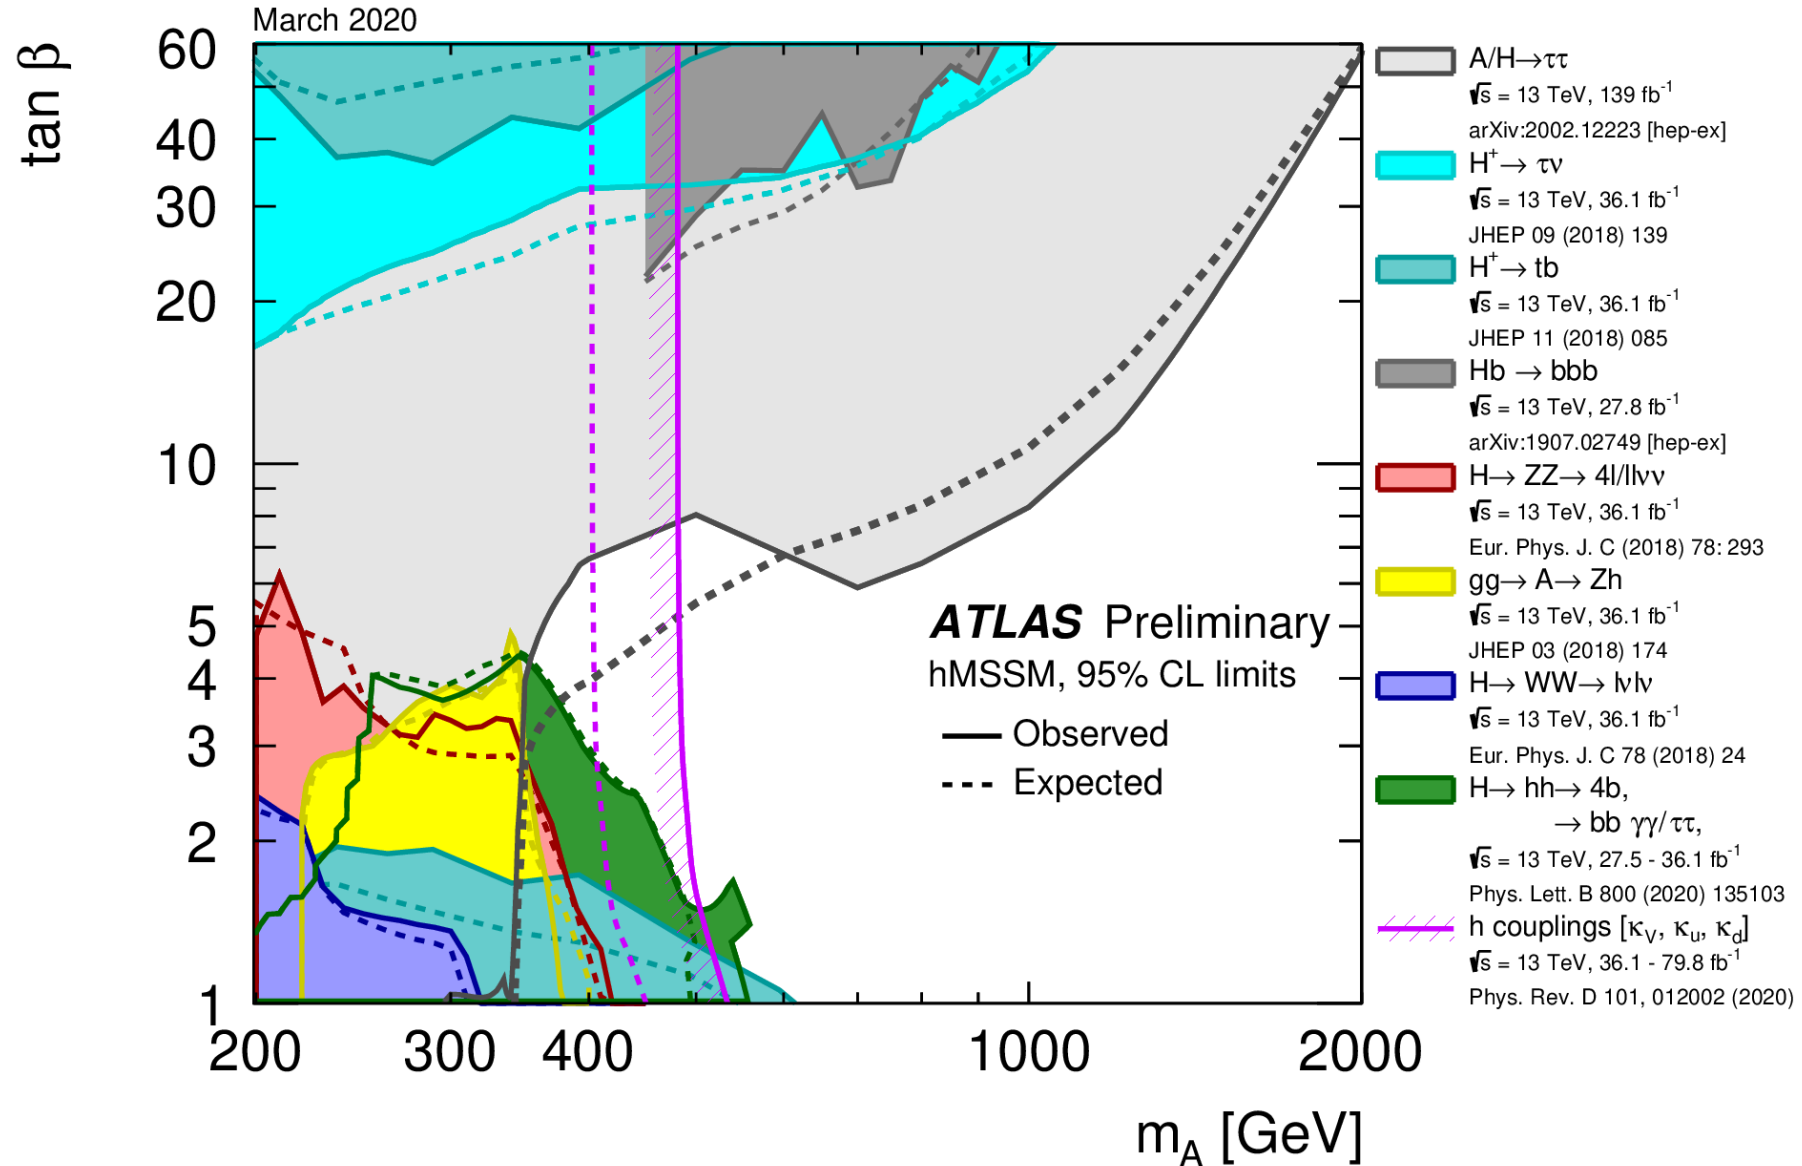 March 2020
tan β
60
40
30
20
10
5
4
3
2
1
200
300
400
1000
2000
m_A [GeV]
ATLAS Preliminary
hMSSM, 95% CL limits
Observed
Expected
A/H→ττ
√s = 13 TeV, 139 fb⁻¹
arXiv:2002.12223 [hep-ex]
H⁺→ τν
√s = 13 TeV, 36.1 fb⁻¹
JHEP 09 (2018) 139
H⁺→ tb
√s = 13 TeV, 36.1 fb⁻¹
JHEP 11 (2018) 085
Hb → bbb
√s = 13 TeV, 27.8 fb⁻¹
arXiv:1907.02749 [hep-ex]
H→ ZZ→ 4l/llνν
√s = 13 TeV, 36.1 fb⁻¹
Eur. Phys. J. C (2018) 78: 293
gg→ A→ Zh
√s = 13 TeV, 36.1 fb⁻¹
JHEP 03 (2018) 174
H→ WW→ lνlν
√s = 13 TeV, 36.1 fb⁻¹
Eur. Phys. J. C 78 (2018) 24
H→ hh→ 4b,
→ bb γγ/ττ,
√s = 13 TeV, 27.5 - 36.1 fb⁻¹
Phys. Lett. B 800 (2020) 135103
h couplings [κ_V, κ_u, κ_d]
√s = 13 TeV, 36.1 - 79.8 fb⁻¹
Phys. Rev. D 101, 012002 (2020)